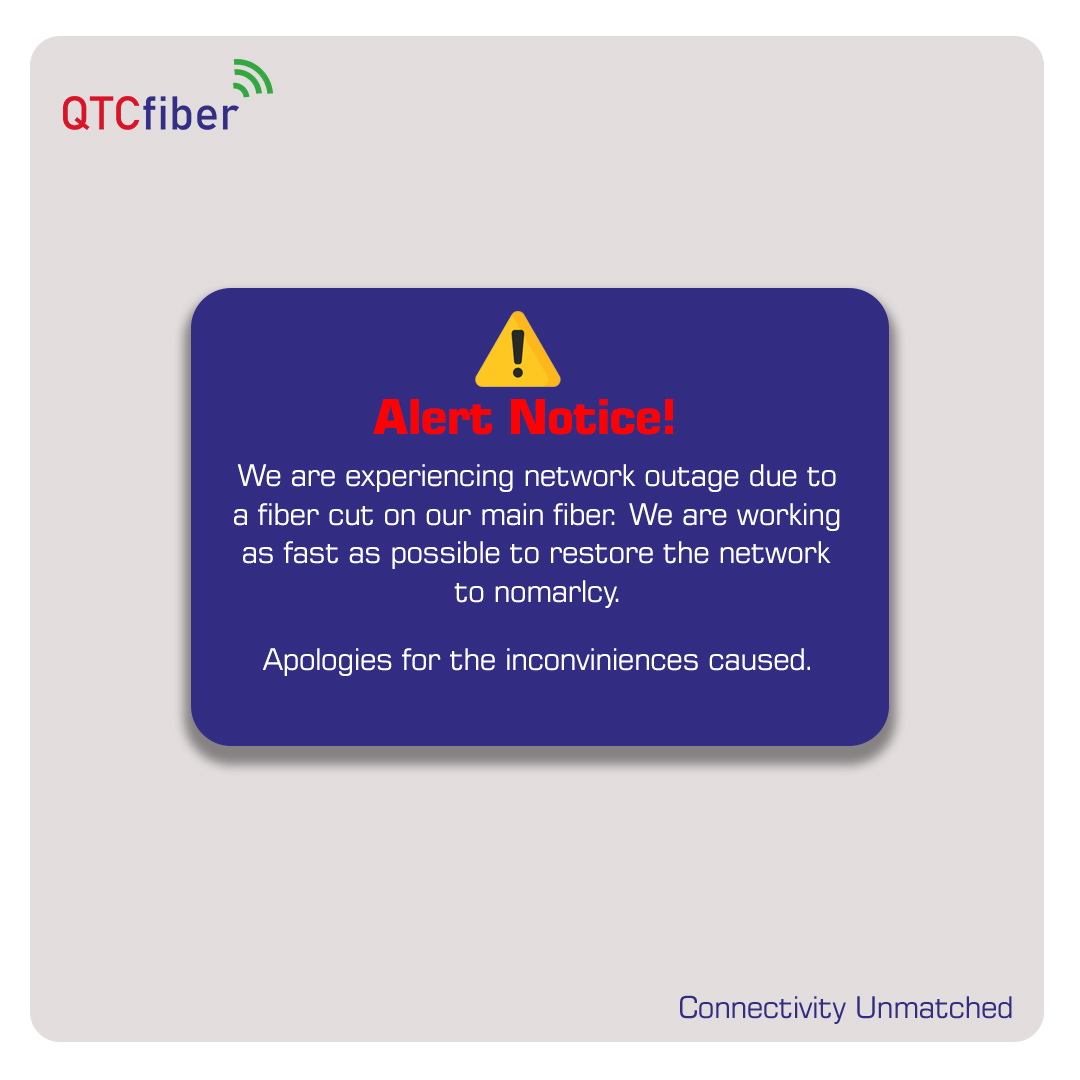 QTCfiber
Alert Notice!
We are experiencing network outage due to
a fiber cut on our main fiber. We are working
as fast as possible to restore the network
to nomarlcy.
Apologies for the inconviniences caused.
Connectivity Unmatched